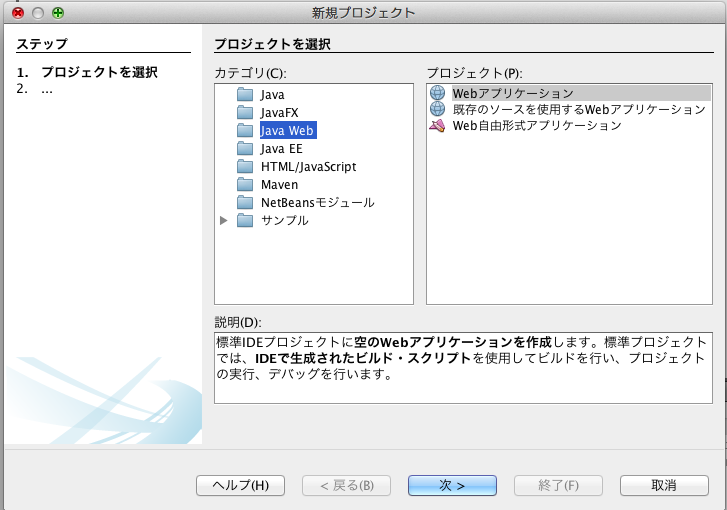 新規プロジェクト
ステップ
1. プロジェクトを選択
2. ...
プロジェクトを選択
カテゴリ(C):
Java
JavaFX
Java Web
Java EE
HTML/JavaScript
Maven
NetBeansモジュール
サンプル
プロジェクト(P):
Webアプリケーション
既存のソースを使用するWebアプリケーション
Web自由形式アプリケーション
説明(D):
標準IDEプロジェクトに空のWebアプリケーションを作成します。標準プロジェクト
では、IDEで生成されたビルド・スクリプトを使用してビルドを行い、プロジェクト
の実行、デバッグを行います。
ヘルプ(H)
< 戻る(B)
次 >
終了(F)
取消